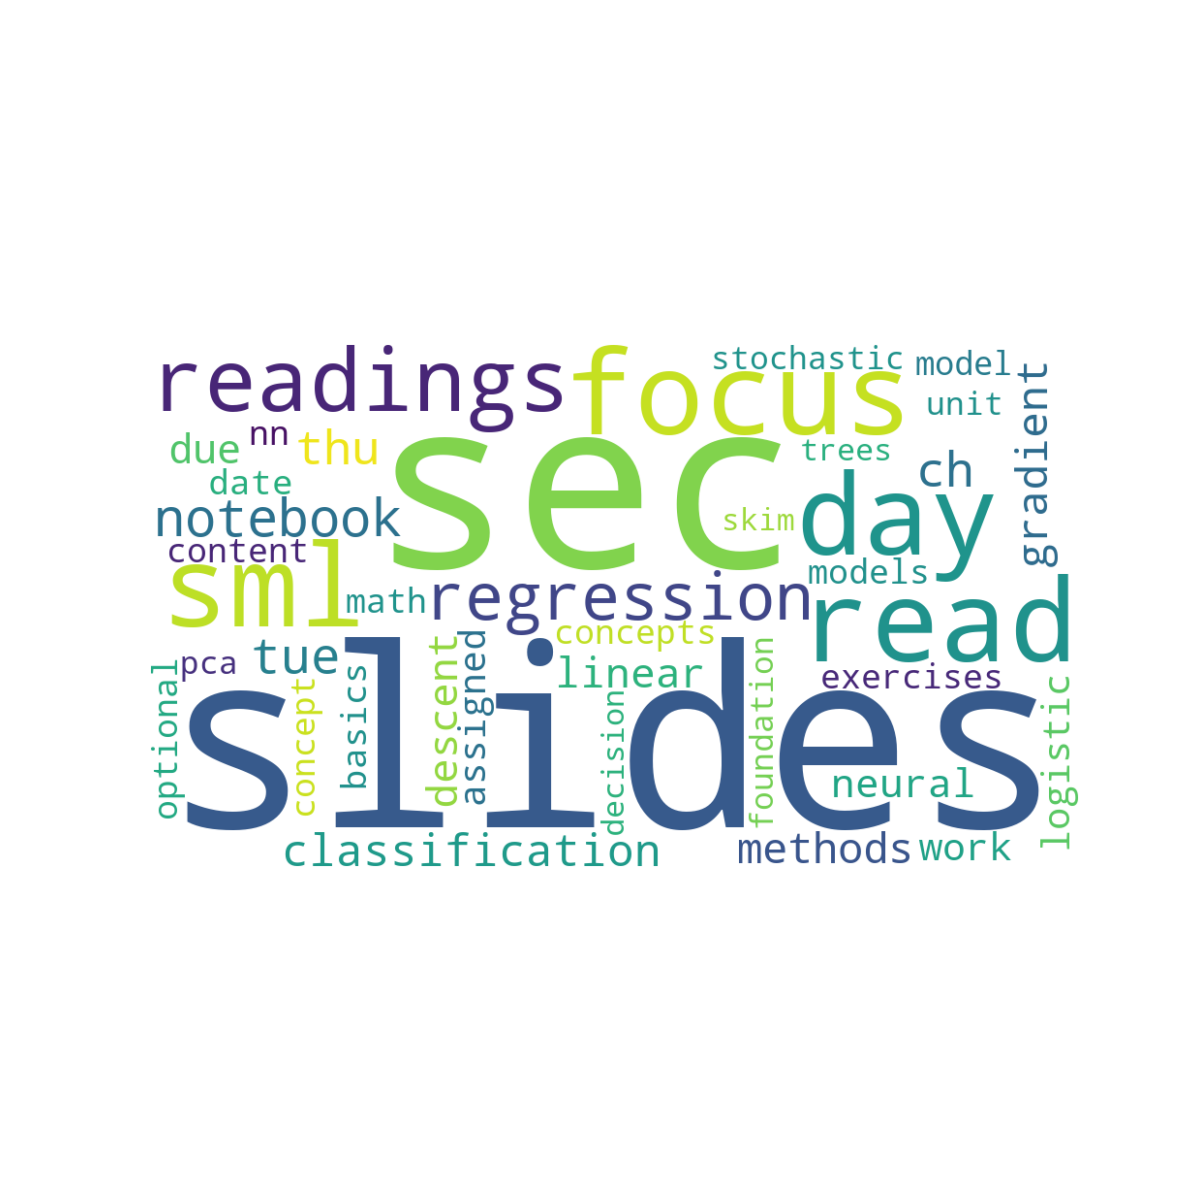 readings
focus
stochastic
model
unit
gradient
due
nn
thu
sec
trees
ch
date
skim
day
notebook
content
sml
math
regression
models
read
concepts
tue
pca
linear
exercises
optional
concept
basics
descent
assigned
slides
decision
foundation
neural
logistic
classification
methods
work